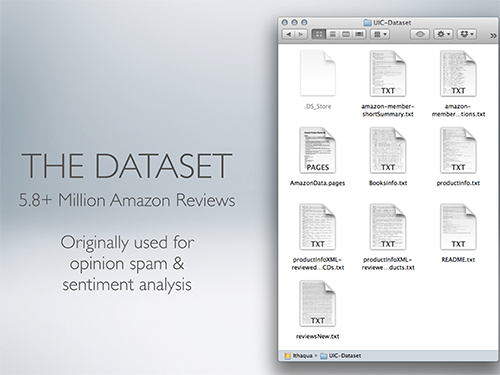 UIC-Dataset
THE DATASET
5.8+ Million Amazon Reviews
Originally used for
opinion spam &
sentiment analysis
.DS_Store
TXT
amazon-member-
shortSummary.txt
TXT
amazon-
member...tions.txt
PAGES
AmazonData.pages
TXT
BooksInfo.txt
TXT
productinfo.txt
TXT
productInfoXML-
reviewed...CDs.txt
TXT
productInfoXML-
reviewe...ducts.txt
TXT
README.txt
TXT
reviewsNew.txt
Ithaqua ▸ UIC-Dataset